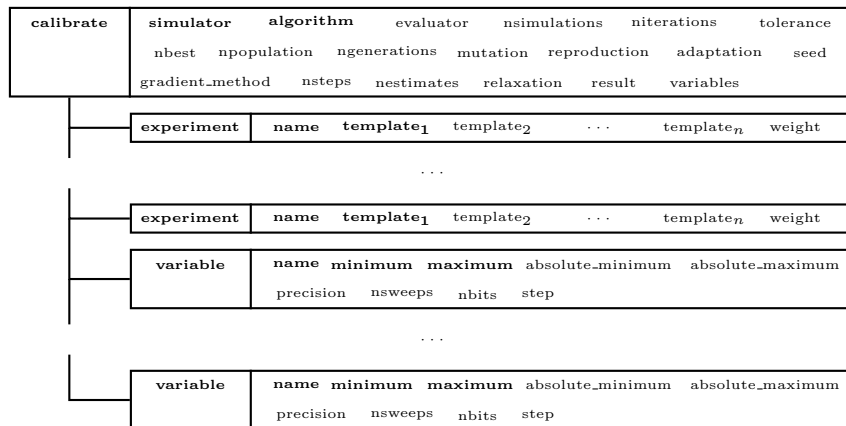 calibrate simulator algorithm evaluator nsimulations niterations tolerance
nbest npopulation ngenerations mutation reproduction adaptation seed
gradient_method nsteps nestimates relaxation result variables
experiment name template₁ template₂ ... templateₙ weight
...
experiment name template₁ template₂ ... templateₙ weight
variable name minimum maximum absolute_minimum absolute_maximum
precision nsweeps nbits step
...
variable name minimum maximum absolute_minimum absolute_maximum
precision nsweeps nbits step